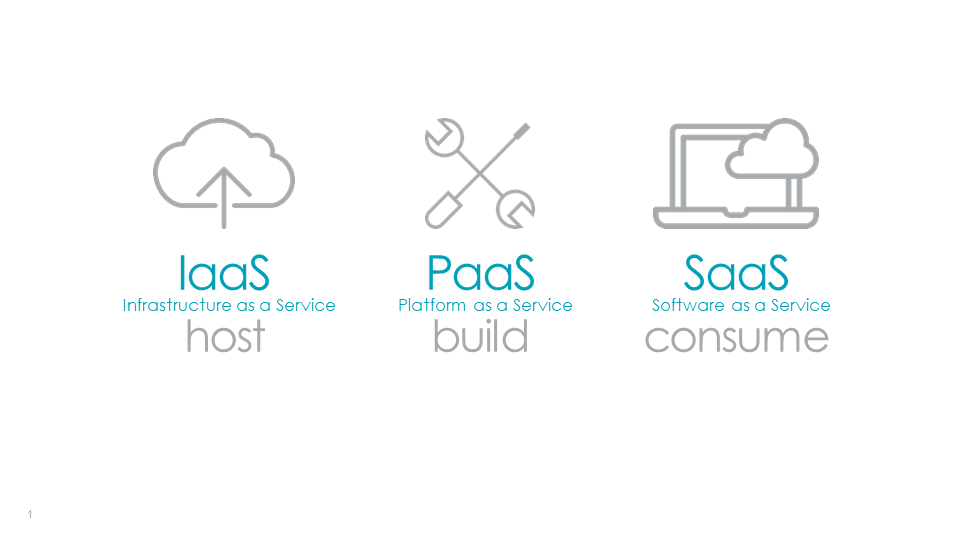 IaaS
Infrastructure as a Service
host
PaaS
Platform as a Service
build
SaaS
Software as a Service
consume
1